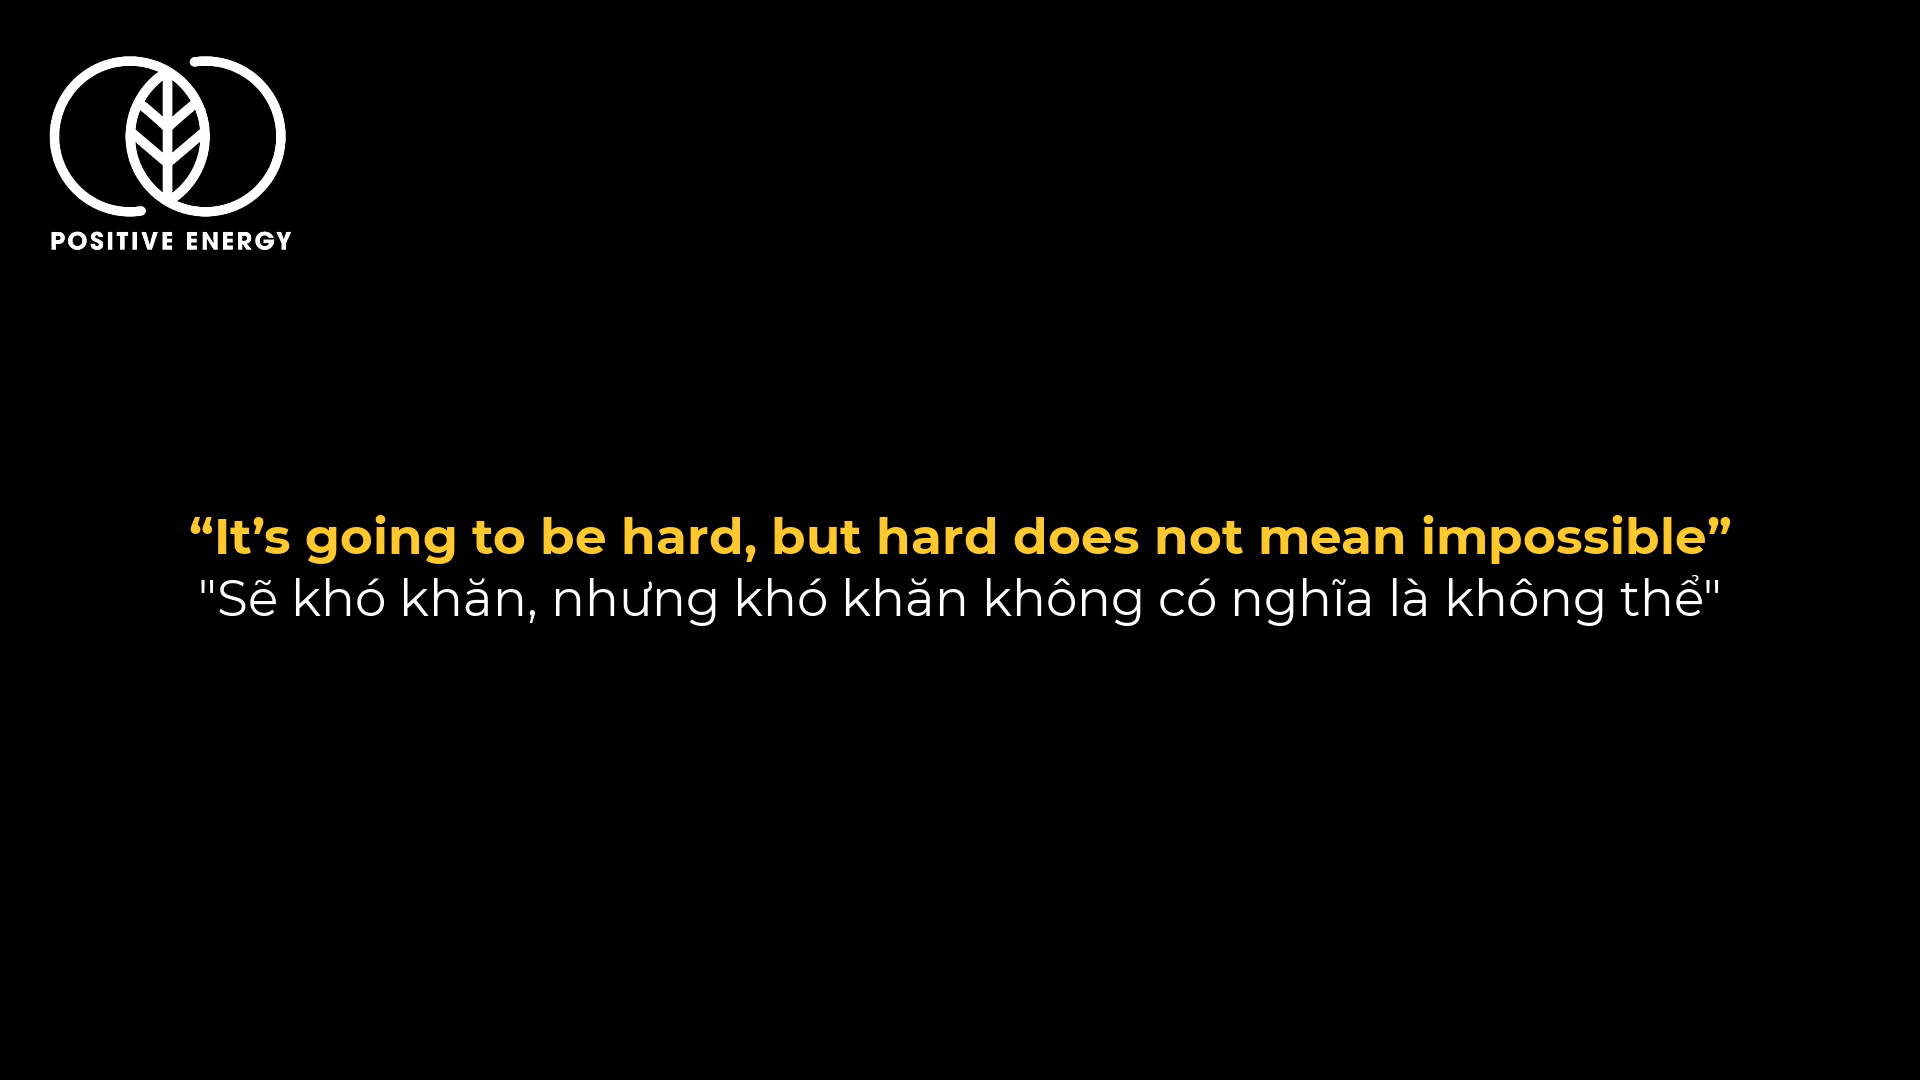 POSITIVE ENERGY
“It’s going to be hard, but hard does not mean impossible”
"Sẽ khó khăn, nhưng khó khăn không có nghĩa là không thể"